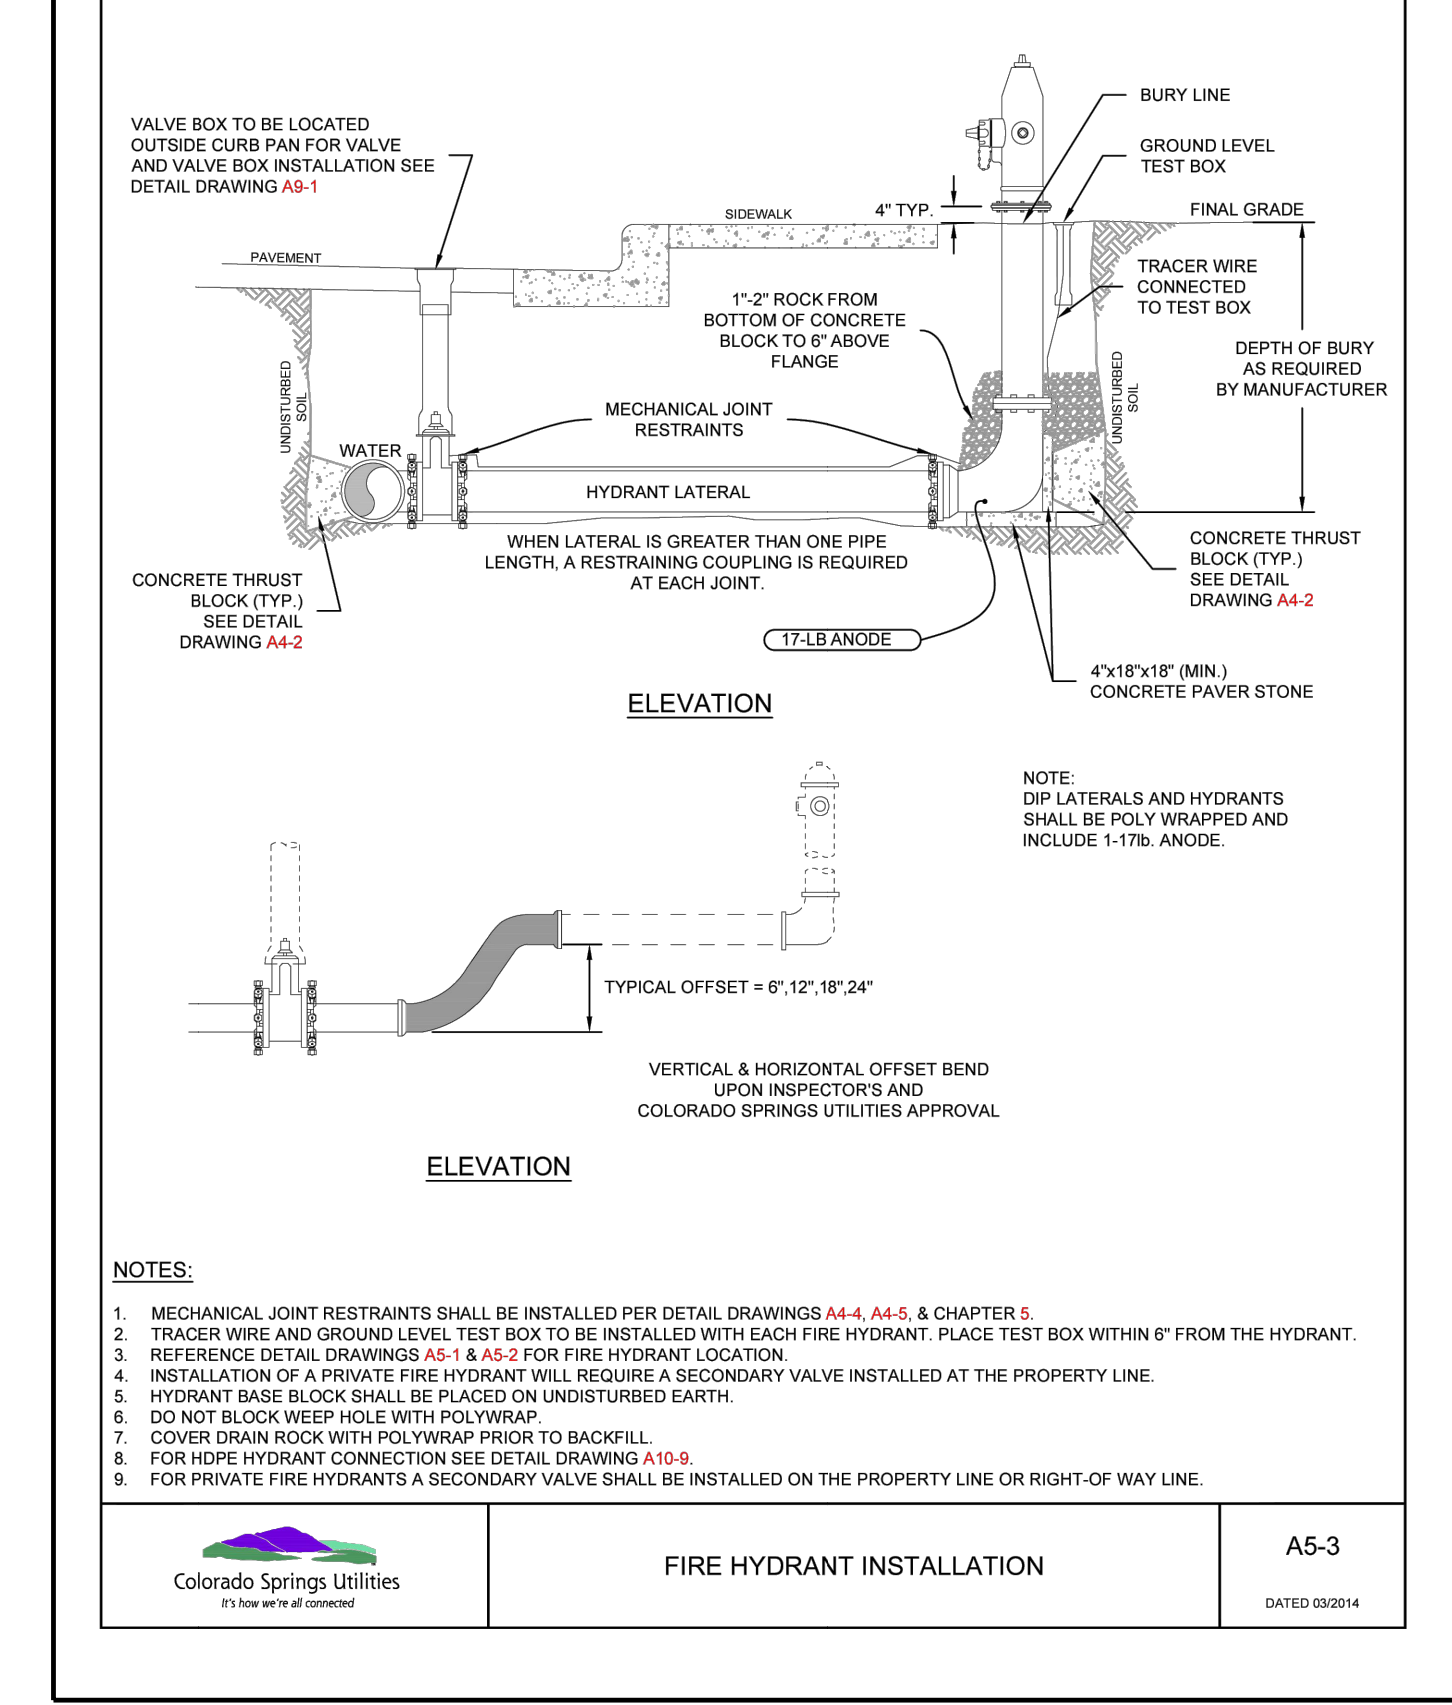 BURY LINE
VALVE BOX TO BE LOCATED
OUTSIDE CURB PAN FOR VALVE
AND VALVE BOX INSTALLATION SEE
DETAIL DRAWING A9-1
GROUND LEVEL
TEST BOX
SIDEWALK
4" TYP.
FINAL GRADE
PAVEMENT
TRACER WIRE
CONNECTED
TO TEST BOX
1"-2" ROCK FROM
BOTTOM OF CONCRETE
BLOCK TO 6" ABOVE
FLANGE
DEPTH OF BURY
AS REQUIRED
BY MANUFACTURER
UNDISTURBED
SOIL
MECHANICAL JOINT
RESTRAINTS
UNDISTURBED
SOIL
WATER
HYDRANT LATERAL
WHEN LATERAL IS GREATER THAN ONE PIPE
LENGTH, A RESTRAINING COUPLING IS REQUIRED
AT EACH JOINT.
CONCRETE THRUST
BLOCK (TYP.)
SEE DETAIL
DRAWING A4-2
CONCRETE THRUST
BLOCK (TYP.)
SEE DETAIL
DRAWING A4-2
17-LB ANODE
4"x18"x18" (MIN.)
CONCRETE PAVER STONE
ELEVATION
NOTE:
DIP LATERALS AND HYDRANTS
SHALL BE POLY WRAPPED AND
INCLUDE 1-17lb. ANODE.
TYPICAL OFFSET = 6",12",18",24"
VERTICAL & HORIZONTAL OFFSET BEND
UPON INSPECTOR'S AND
COLORADO SPRINGS UTILITIES APPROVAL
ELEVATION
NOTES:
1. MECHANICAL JOINT RESTRAINTS SHALL BE INSTALLED PER DETAIL DRAWINGS A4-4, A4-5, & CHAPTER 5.
2. TRACER WIRE AND GROUND LEVEL TEST BOX TO BE INSTALLED WITH EACH FIRE HYDRANT. PLACE TEST BOX WITHIN 6" FROM THE HYDRANT.
3. REFERENCE DETAIL DRAWINGS A5-1 & A5-2 FOR FIRE HYDRANT LOCATION.
4. INSTALLATION OF A PRIVATE FIRE HYDRANT WILL REQUIRE A SECONDARY VALVE INSTALLED AT THE PROPERTY LINE.
5. HYDRANT BASE BLOCK SHALL BE PLACED ON UNDISTURBED EARTH.
6. DO NOT BLOCK WEEP HOLE WITH POLYWRAP.
7. COVER DRAIN ROCK WITH POLYWRAP PRIOR TO BACKFILL.
8. FOR HDPE HYDRANT CONNECTION SEE DETAIL DRAWING A10-9.
9. FOR PRIVATE FIRE HYDRANTS A SECONDARY VALVE SHALL BE INSTALLED ON THE PROPERTY LINE OR RIGHT-OF WAY LINE.
Colorado Springs Utilities
It's how we're all connected
FIRE HYDRANT INSTALLATION
A5-3
DATED 03/2014